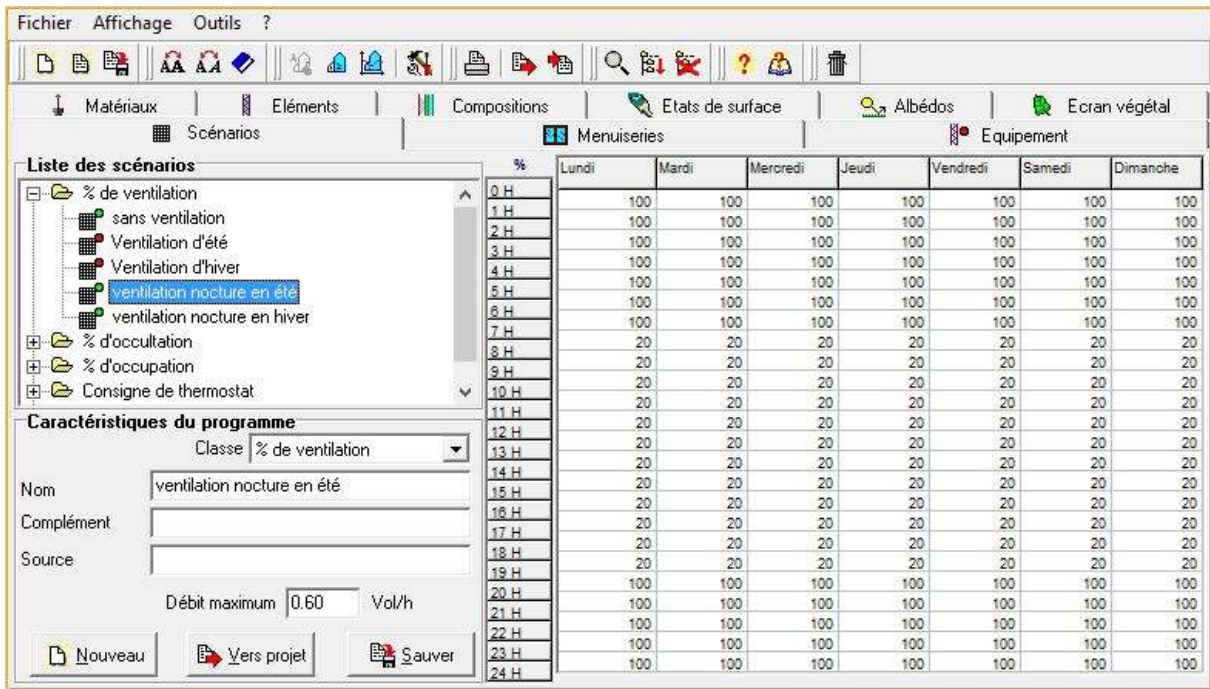 Fichier Affichage Outils ?
Matériaux Eléments Compositions Etats de surface Albédos Ecran végétal
Scénarios Menuiseries Equipement
Liste des scénarios
% de ventilation
sans ventilation
Ventilation d'été
Ventilation d'hiver
ventilation nocture en été
ventilation nocture en hiver
% d'occultation
% d'occupation
Consigne de thermostat
Caractéristiques du programme
Classe % de ventilation
Nom ventilation nocture en été
Complément
Source
Débit maximum 0.60 Vol/h
Nouveau Vers projet Sauver
%
0 H
1 H
2 H
3 H
4 H
5 H
6 H
7 H
8 H
9 H
10 H
11 H
12 H
13 H
14 H
15 H
16 H
17 H
18 H
19 H
20 H
21 H
22 H
23 H
24 H
Lundi Mardi Mercredi Jeudi Vendredi Samedi Dimanche
100 100 100 100 100 100 100
100 100 100 100 100 100 100
100 100 100 100 100 100 100
100 100 100 100 100 100 100
100 100 100 100 100 100 100
100 100 100 100 100 100 100
100 100 100 100 100 100 100
20 20 20 20 20 20 20
20 20 20 20 20 20 20
20 20 20 20 20 20 20
20 20 20 20 20 20 20
20 20 20 20 20 20 20
20 20 20 20 20 20 20
20 20 20 20 20 20 20
20 20 20 20 20 20 20
20 20 20 20 20 20 20
20 20 20 20 20 20 20
20 20 20 20 20 20 20
20 20 20 20 20 20 20
100 100 100 100 100 100 100
100 100 100 100 100 100 100
100 100 100 100 100 100 100
100 100 100 100 100 100 100
100 100 100 100 100 100 100